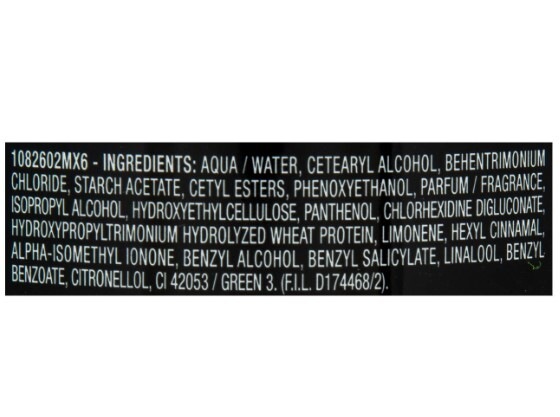 1082602MX6 - INGREDIENTS: AQUA / WATER, CETEARYL ALCOHOL, BEHENTRIMONIUM
CHLORIDE, STARCH ACETATE, CETYL ESTERS, PHENOXYETHANOL, PARFUM / FRAGRANCE,
ISOPROPYL ALCOHOL, HYDROXYETHYLCELLULOSE, PANTHENOL, CHLORHEXIDINE DIGLUCONATE,
HYDROXYPROPYLTRIMONIUM HYDROLYZED WHEAT PROTEIN, LIMONENE, HEXYL CINNAMAL,
ALPHA-ISOMETHYL IONONE, BENZYL ALCOHOL, BENZYL SALICYLATE, LINALOOL, BENZYL
BENZOATE, CITRONELLOL, CI 42053 / GREEN 3. (F.I.L. D174468/2).